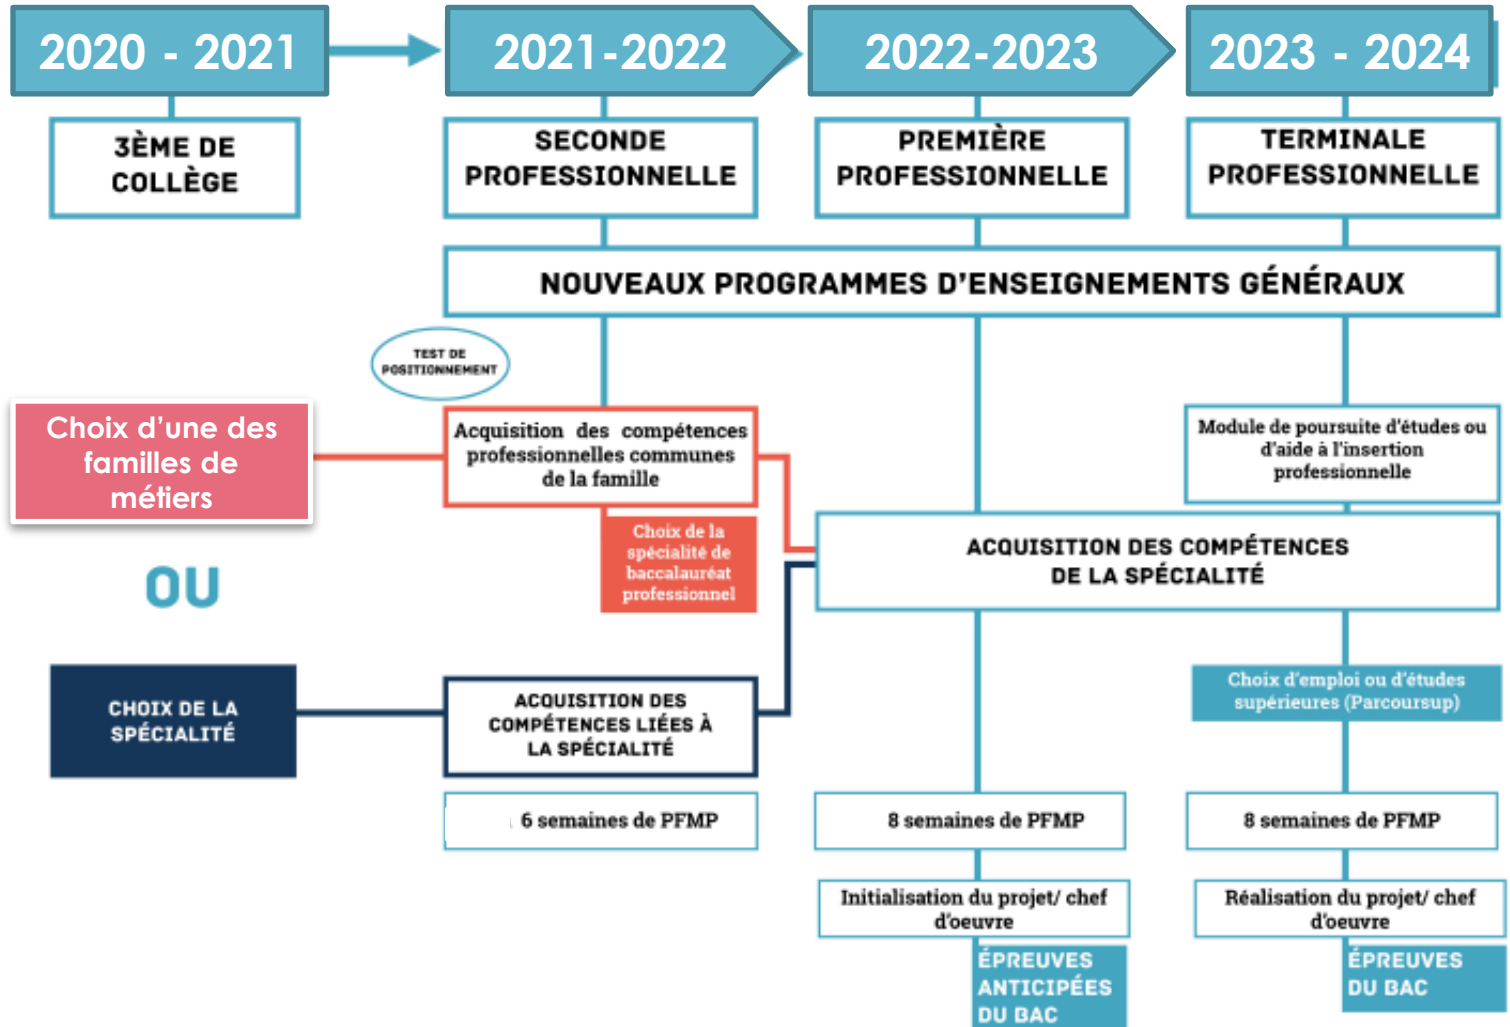 2020 - 2021
2021-2022
2022-2023
2023 - 2024
3ÈME DE
COLLÈGE
SECONDE
PROFESSIONNELLE
PREMIÈRE
PROFESSIONNELLE
TERMINALE
PROFESSIONNELLE
NOUVEAUX PROGRAMMES D'ENSEIGNEMENTS GÉNÉRAUX
TEST DE
POSITIONNEMENT
Choix d'une des
familles de
métiers
Acquisition des compétences
professionnelles communes
de la famille
Module de poursuite d'études ou
d'aide à l'insertion
professionnelle
Choix de la
spécialité de
baccalauréat
professionnel
ACQUISITION DES COMPÉTENCES
DE LA SPÉCIALITÉ
OU
CHOIX DE LA
SPÉCIALITÉ
ACQUISITION DES
COMPÉTENCES LIÉES À
LA SPÉCIALITÉ
Choix d'emploi ou d'études
supérieures (Parcoursup)
6 semaines de PFMP
8 semaines de PFMP
8 semaines de PFMP
Initialisation du projet/ chef
d'oeuvre
Réalisation du projet/ chef
d'oeuvre
ÉPREUVES
ANTICIPÉES
DU BAC
ÉPREUVES
DU BAC